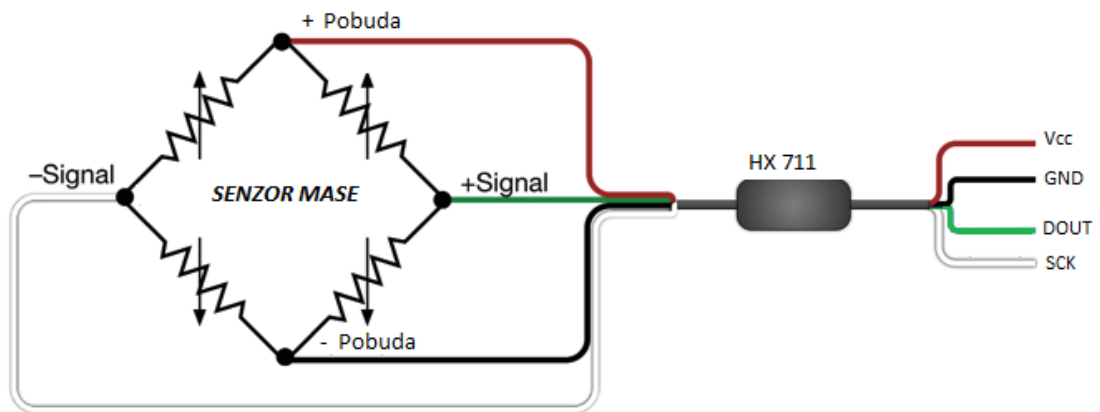 + Pobuda
HX 711
Vcc
GND
DOUT
SCK
–Signal
SENZOR MASE
+Signal
- Pobuda